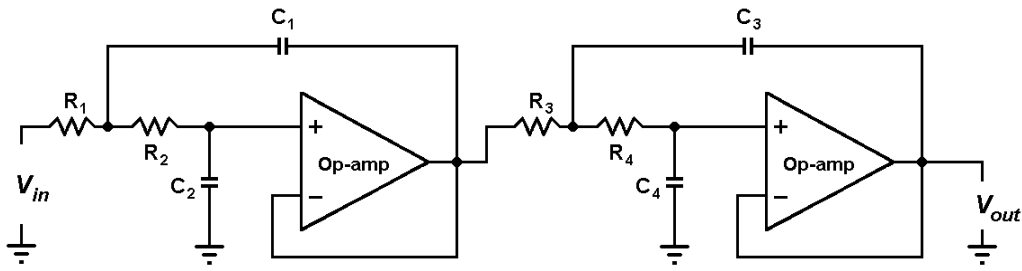 C1
C3
R1
R2
+
Op-amp
−
C2
Vin
R3
R4
+
Op-amp
−
C4
Vout